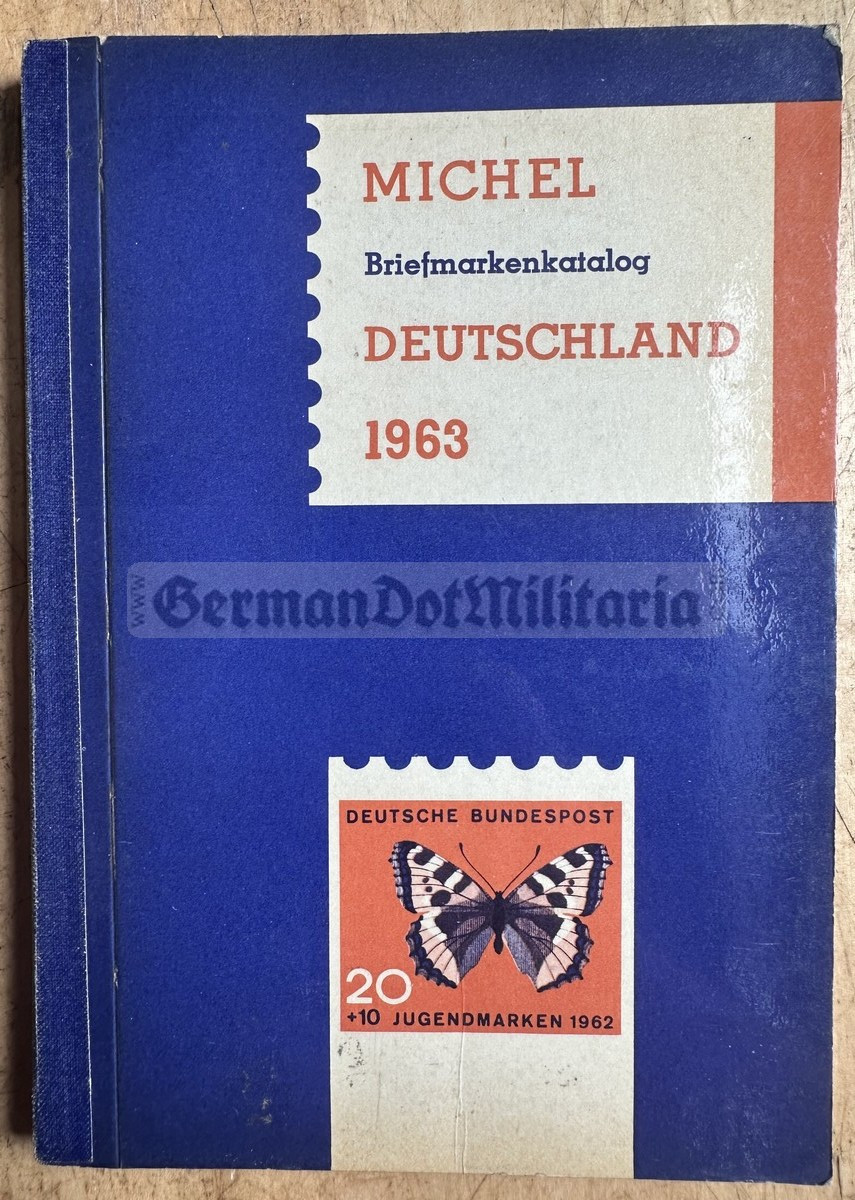 MICHEL
Briefmarkenkatalog
DEUTSCHLAND
1963
www.GermanDotMilitaria
DEUTSCHE BUNDESPOST
20
+10 JUGENDMARKEN 1962